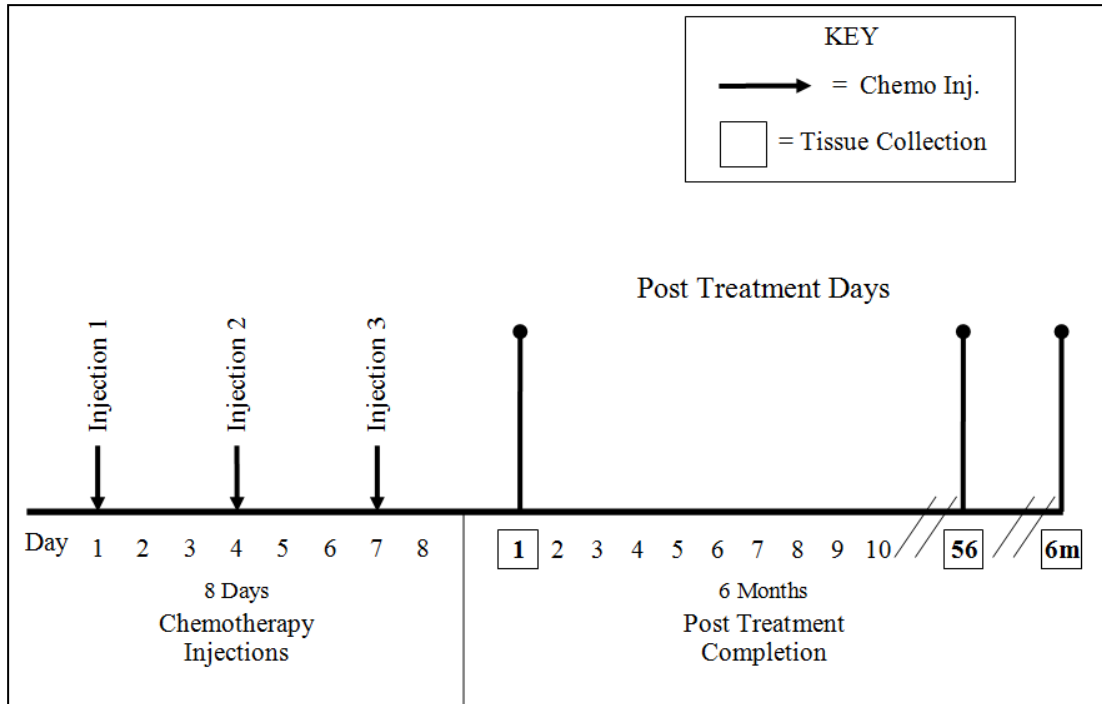 KEY
= Chemo Inj.
= Tissue Collection
Post Treatment Days
Injection 1
Injection 2
Injection 3
Day 1 2 3 4 5 6 7 8 1 2 3 4 5 6 7 8 9 10 56 6m
8 Days
Chemotherapy
Injections
6 Months
Post Treatment
Completion